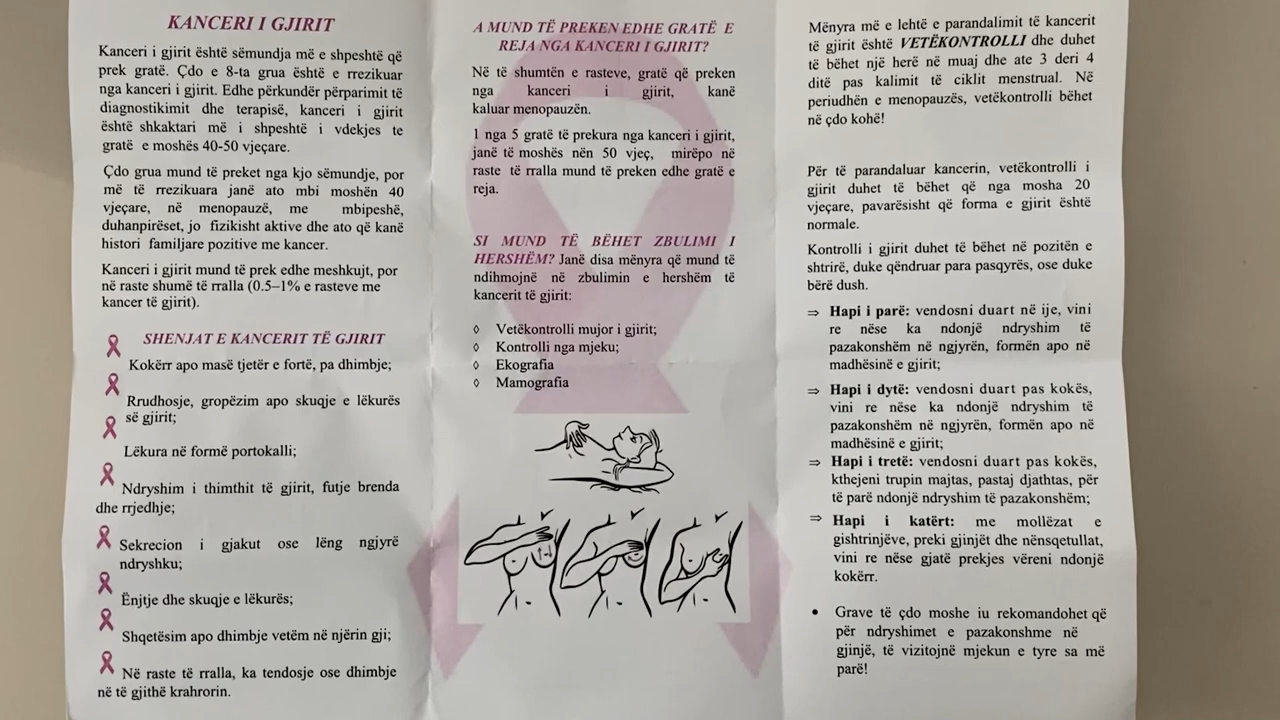 KANCERI I GJIRIT
Kanceri i gjirit është sëmundja më e shpeshtë që
prek gratë. Çdo e 8-ta grua është e rrezikuar
nga kanceri i gjirit. Edhe përkundër përparimit të
diagnostikimit dhe terapisë, kanceri i gjirit
është shkaktari më i shpeshtë i vdekjes te
gratë e moshës 40-50 vjeçare.
Çdo grua mund të preket nga kjo sëmundje, por
më të rrezikuara janë ato mbi moshën 40
vjeçare, në menopauzë, me mbipeshë,
duhanpirëset, jo fizikisht aktive dhe ato që kanë
histori familjare pozitive me kancer.
Kanceri i gjirit mund të prek edhe meshkujt, por
në raste shumë të rralla (0.5–1% e rasteve me
kancer të gjirit).
SHENJAT E KANCERIT TË GJIRIT
Kokërr apo masë tjetër e fortë, pa dhimbje;
Rrudhosje, gropëzim apo skuqje e lëkurës
së gjirit;
Lëkura në formë portokalli;
Ndryshim i thimthit të gjirit, futje brenda
dhe rrjedhje;
Sekrecion i gjakut ose lëng ngjyrë
ndryshku;
Ënjtje dhe skuqje e lëkurës;
Shqetësim apo dhimbje vetëm në njërin gji;
Në raste të rralla, ka tendosje ose dhimbje
në të gjithë krahrorin.
A MUND TË PREKEN EDHE GRATË E
REJA NGA KANCERI I GJIRIT?
Në të shumtën e rasteve, gratë që preken
nga kanceri i gjirit, kanë
kaluar menopauzën.
1 nga 5 gratë të prekura nga kanceri i gjirit,
janë të moshës nën 50 vjeç, mirëpo në
raste të rralla mund të preken edhe gratë e
reja.
SI MUND TË BËHET ZBULIMI I
HERSHËM? Janë disa mënyra që mund të
ndihmojnë në zbulimin e hershëm të
kancerit të gjirit:
◊ Vetëkontrolli mujor i gjirit;
◊ Kontrolli nga mjeku;
◊ Ekografia
◊ Mamografia
Mënyra më e lehtë e parandalimit të kancerit
të gjirit është VETËKONTROLLI dhe duhet
të bëhet një herë në muaj dhe ate 3 deri 4
ditë pas kalimit të ciklit menstrual. Në
periudhën e menopauzës, vetëkontrolli bëhet
në çdo kohë!
Për të parandaluar kancerin, vetëkontrolli i
gjirit duhet të bëhet që nga mosha 20
vjeçare, pavarësisht që forma e gjirit është
normale.
Kontrolli i gjirit duhet të bëhet në pozitën e
shtrirë, duke qëndruar para pasqyrës, ose duke
bërë dush.
⇒ Hapi i parë: vendosni duart në ije, vini
re nëse ka ndonjë ndryshim të
pazakonshëm në ngjyrën, formën apo në
madhësinë e gjirit;
⇒ Hapi i dytë: vendosni duart pas kokës,
vini re nëse ka ndonjë ndryshim të
pazakonshëm në ngjyrën, formën apo në
madhësinë e gjirit;
⇒ Hapi i tretë: vendosni duart pas kokës,
kthejeni trupin majtas, pastaj djathtas, për
të parë ndonjë ndryshim të pazakonshëm;
⇒ Hapi i katërt: me mollëzat e
gishtrinjëve, preki gjinjët dhe nënsqetullat,
vini re nëse gjatë prekjes vëreni ndonjë
kokërr.
• Grave të çdo moshe iu rekomandohet që
për ndryshimet e pazakonshme në
gjinjë, të vizitojnë mjekun e tyre sa më
parë!